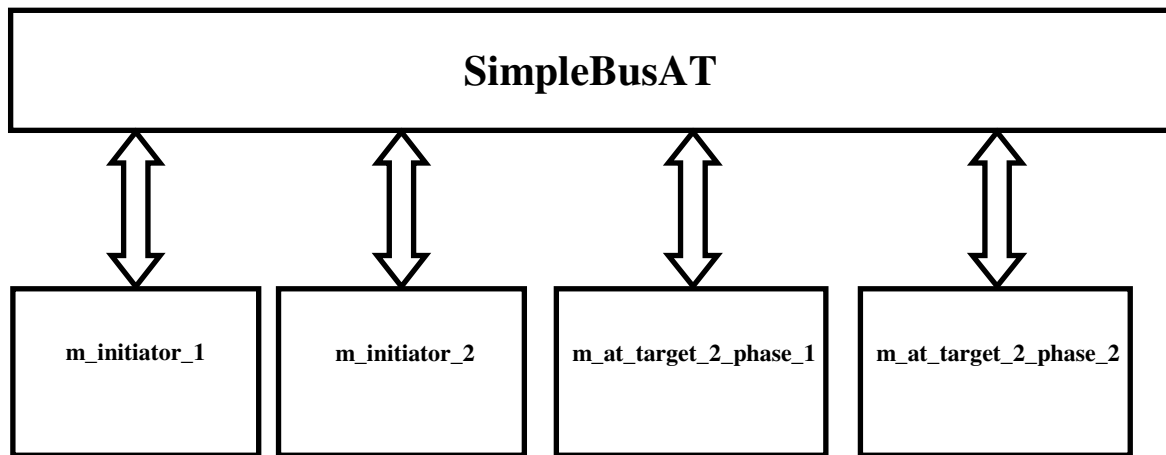 SimpleBusAT
m_initiator_1
m_initiator_2
m_at_target_2_phase_1
m_at_target_2_phase_2